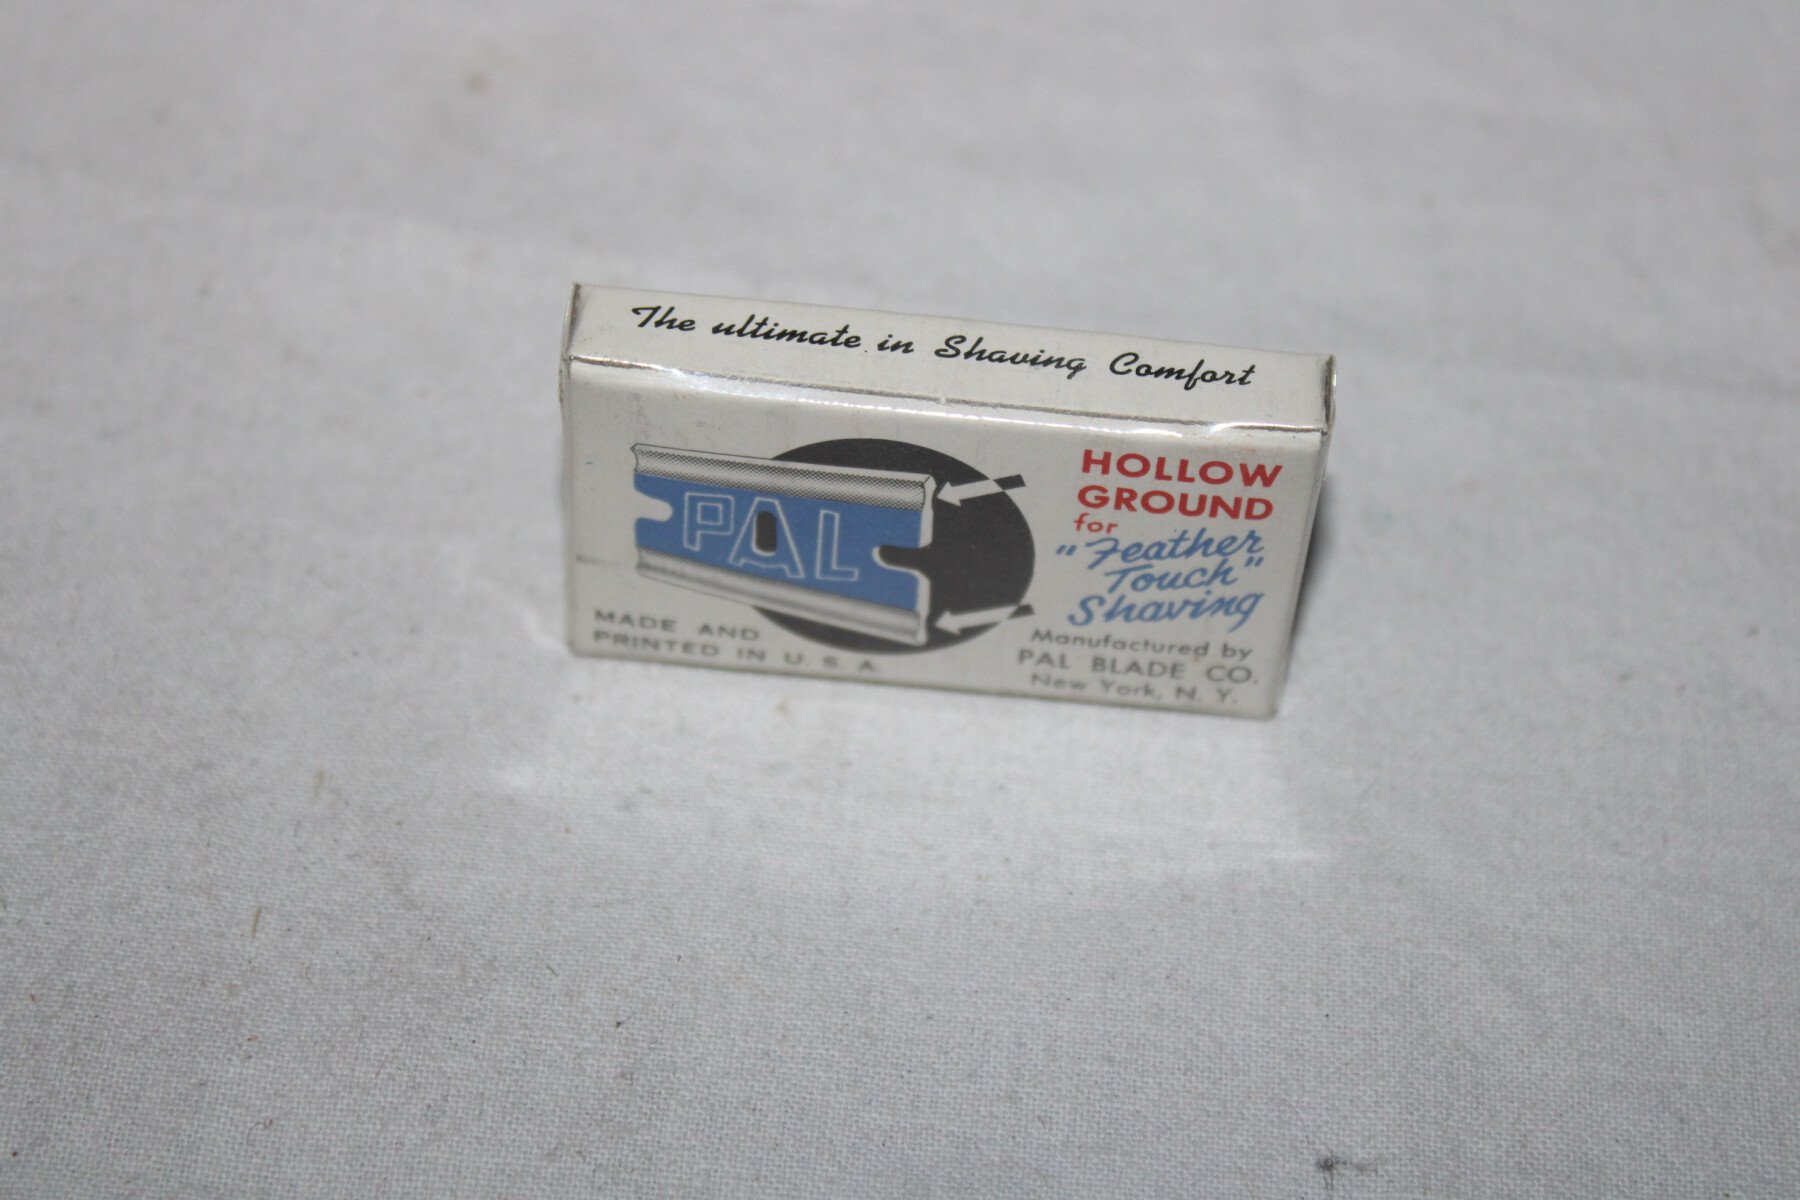 The ultimate in Shaving Comfort
PAL
HOLLOW
GROUND
for
"Feather
Touch"
Shaving
MADE AND
PRINTED IN U.S.A.
Manufactured by
PAL BLADE CO.
New York, N. Y.